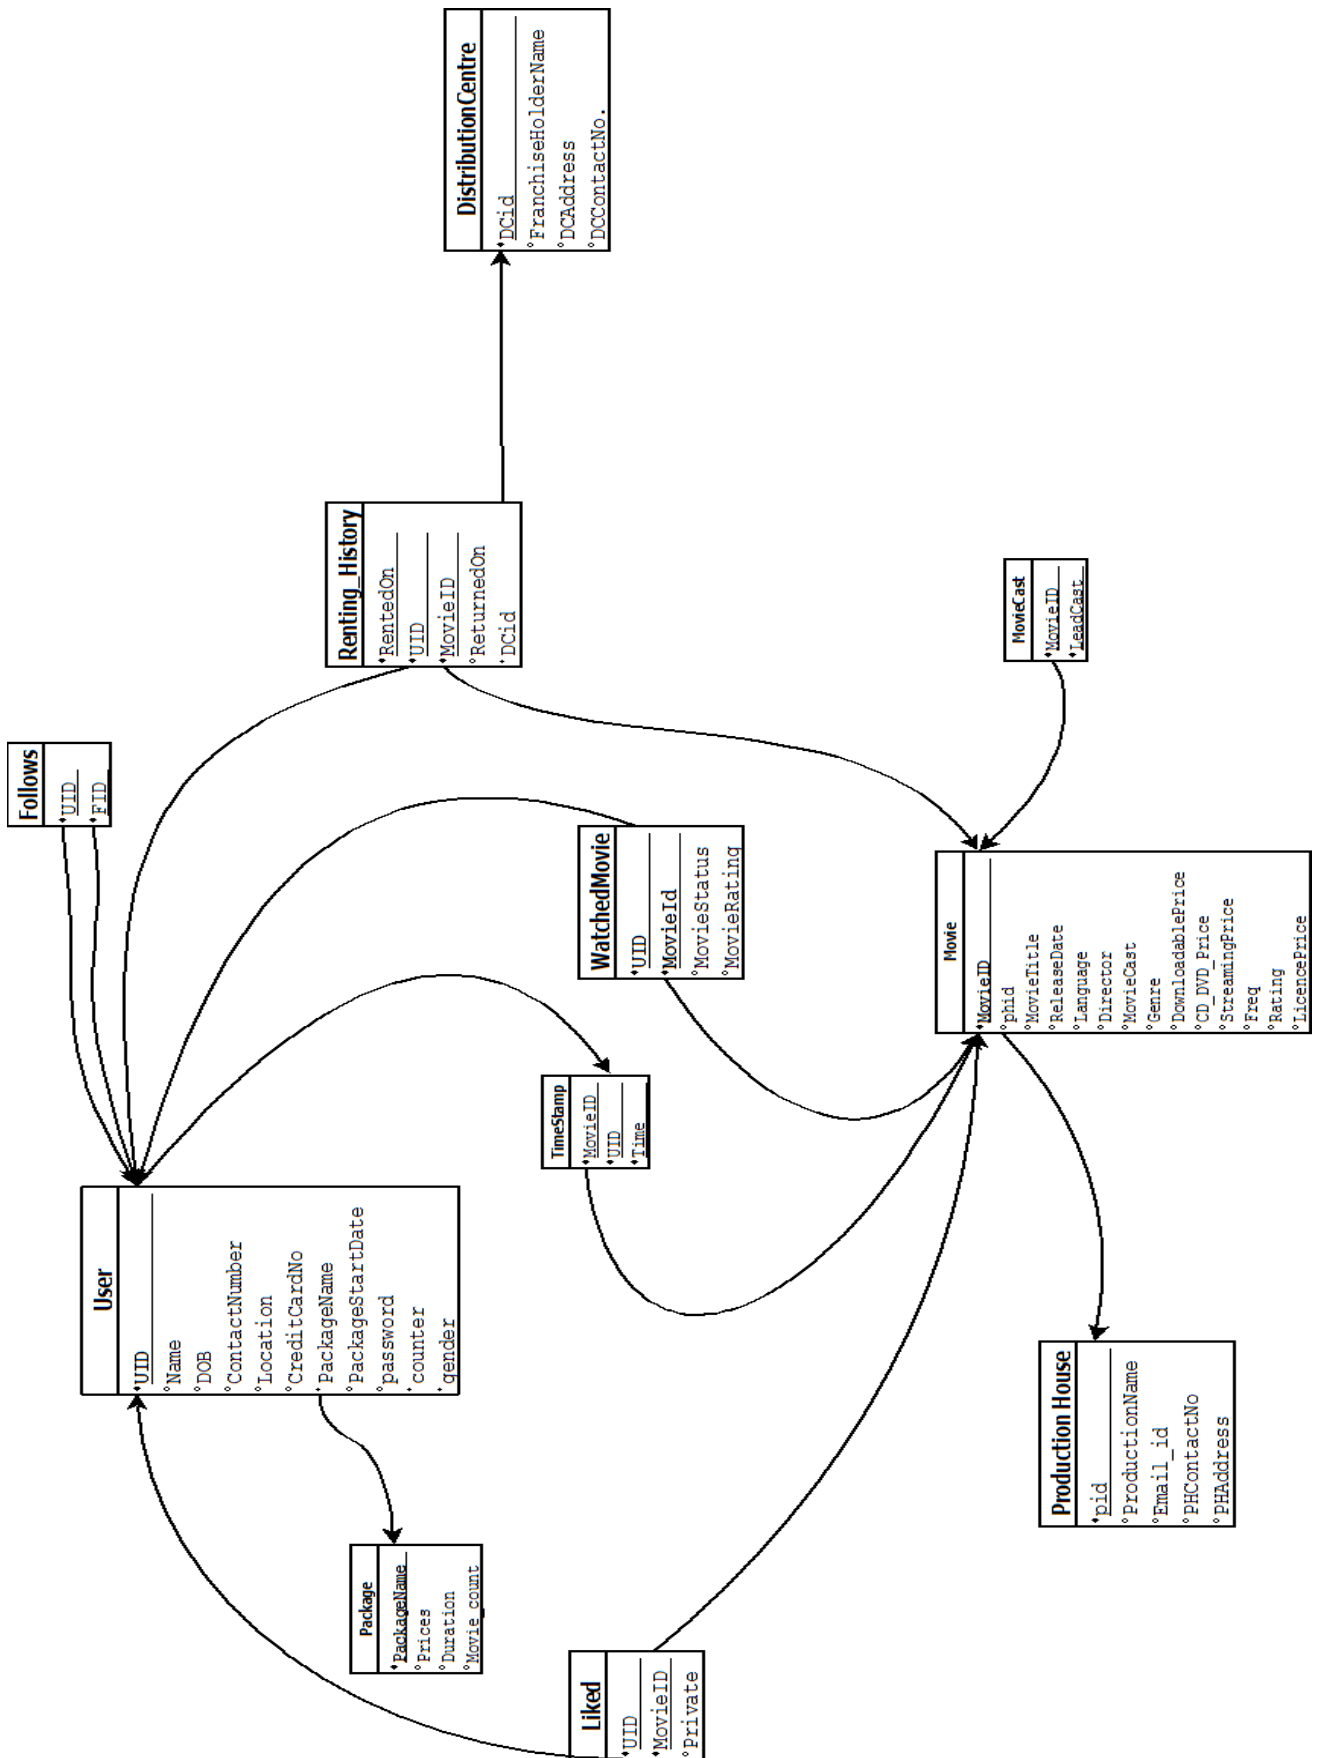 DistributionCentre
DCid
FranchiseHolderName
DCAddress
DCContactNo.
Renting_History
RentedOn
UID
MovieID
ReturnedOn
DCid
Follows
UID
FID
WatchedMovie
UID
MovieId
MovieStatus
MovieRating
MovieCast
MovieID
LeadCast
TimeStamp
MovieID
UID
Time
Movie
MovieID
phid
MovieTitle
ReleaseDate
Language
Director
MovieCast
Genre
DownloadablePrice
CD_DVD_Price
StreamingPrice
Freq
Rating
LicencePrice
User
UID
Name
DOB
ContactNumber
Location
CreditCardNo
PackageName
PackageStartDate
password
counter
gender
Package
PackageName
Prices
Duration
Movie_count
Production House
pid
ProductionName
Email_id
PHContactNo
PHAddress
Liked
UID
MovieID
Private